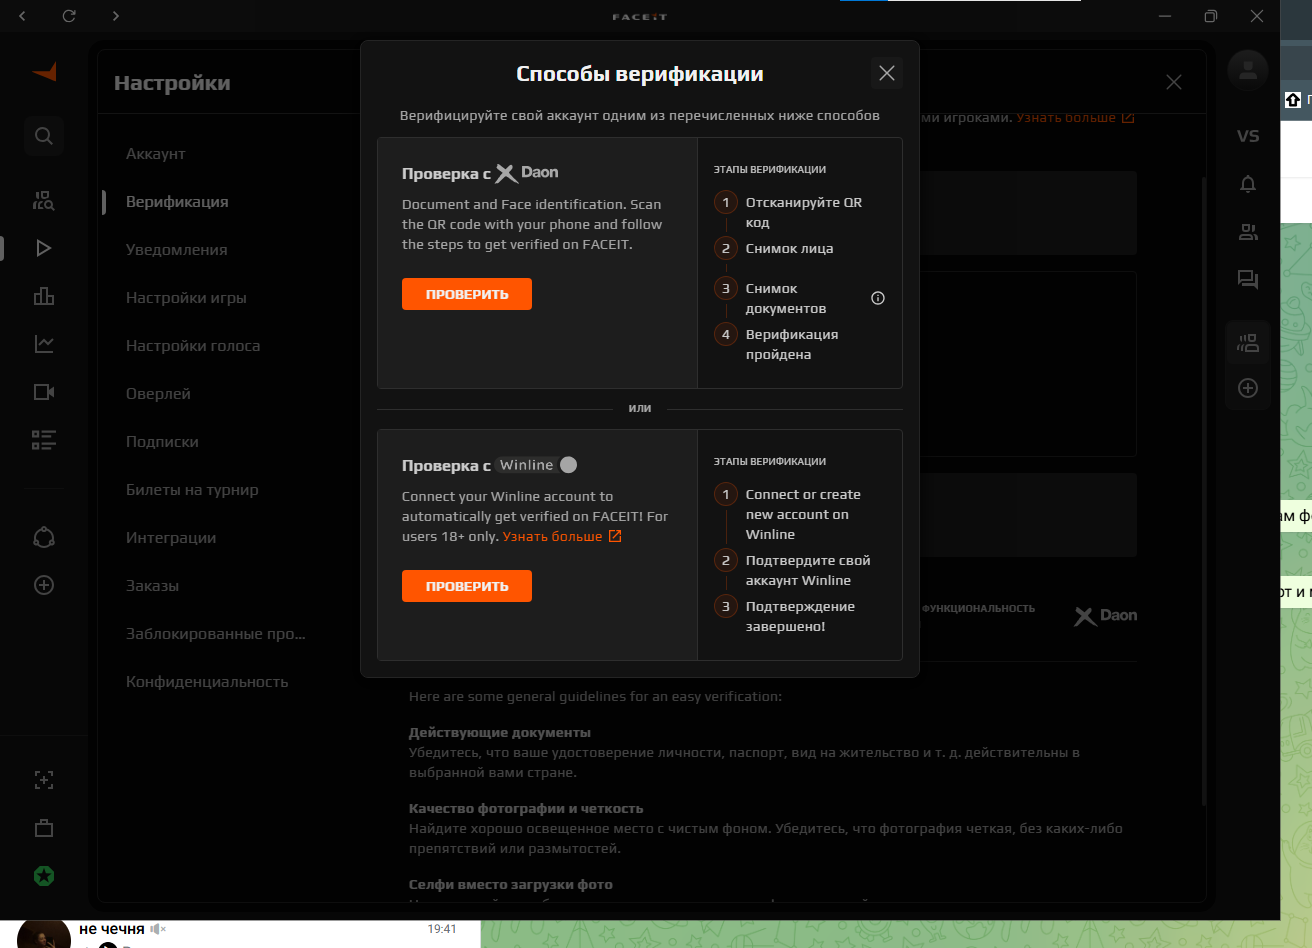 FACEIT
Настройки
Аккаунт
Верификация
Уведомления
Настройки игры
Настройки голоса
Оверлей
Подписки
Билеты на турнир
Интеграции
Заказы
Заблокированные про...
Конфиденциальность
Способы верификации
Верифицируйте свой аккаунт одним из перечисленных ниже способов
ми игроками. Узнать больше
VS
Проверка с Daon
Document and Face identification. Scan
the QR code with your phone and follow
the steps to get verified on FACEIT.
ПРОВЕРИТЬ
ЭТАПЫ ВЕРИФИКАЦИИ
1 Отсканируйте QR
код
2 Снимок лица
3 Снимок
документов
4 Верификация
пройдена
ИЛИ
Проверка с Winline
Connect your Winline account to
automatically get verified on FACEIT! For
users 18+ only. Узнать больше
ПРОВЕРИТЬ
ЭТАПЫ ВЕРИФИКАЦИИ
1 Connect or create
new account on
Winline
2 Подтвердите свой
аккаунт Winline
3 Подтверждение
завершено!
ФУНКЦИОНАЛЬНОСТЬ
Daon
Here are some general guidelines for an easy verification:
Действующие документы
Убедитесь, что ваше удостоверение личности, паспорт, вид на жительство и т. д. действительны в
выбранной вами стране.
Качество фотографии и четкость
Найдите хорошо освещенное место с чистым фоном. Убедитесь, что фотография четкая, без каких-либо
препятствий или размытостей.
Селфи вместо загрузки фото
не чечня
19:41